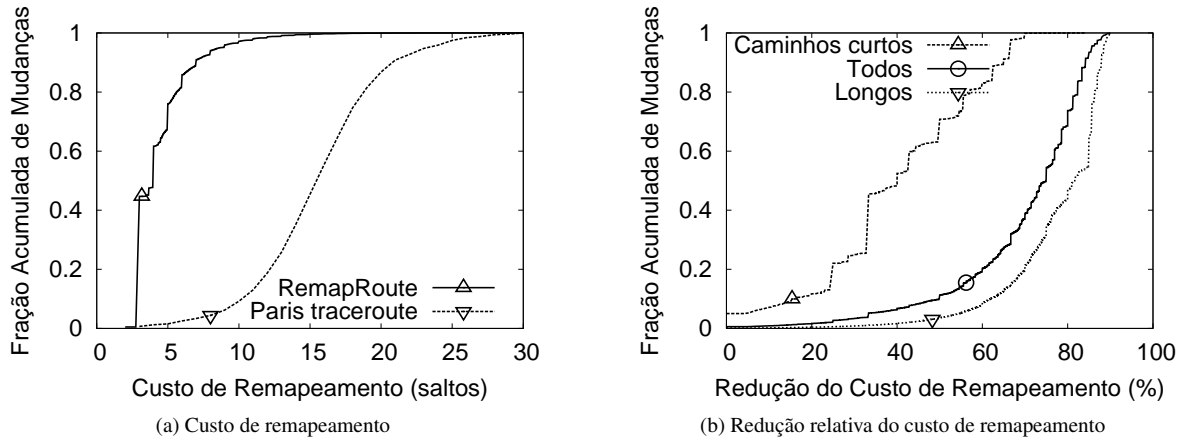 Fração Acumulada de Mudanças
1
0.8
0.6
0.4
0.2
0
RemapRoute
Paris traceroute
0 5 10 15 20 25 30
Custo de Remapeamento (saltos)
(a) Custo de remapeamento
Fração Acumulada de Mudanças
1
0.8
0.6
0.4
0.2
0
Caminhos curtos
Todos
Longos
0 20 40 60 80 100
Redução do Custo de Remapeamento (%)
(b) Redução relativa do custo de remapeamento